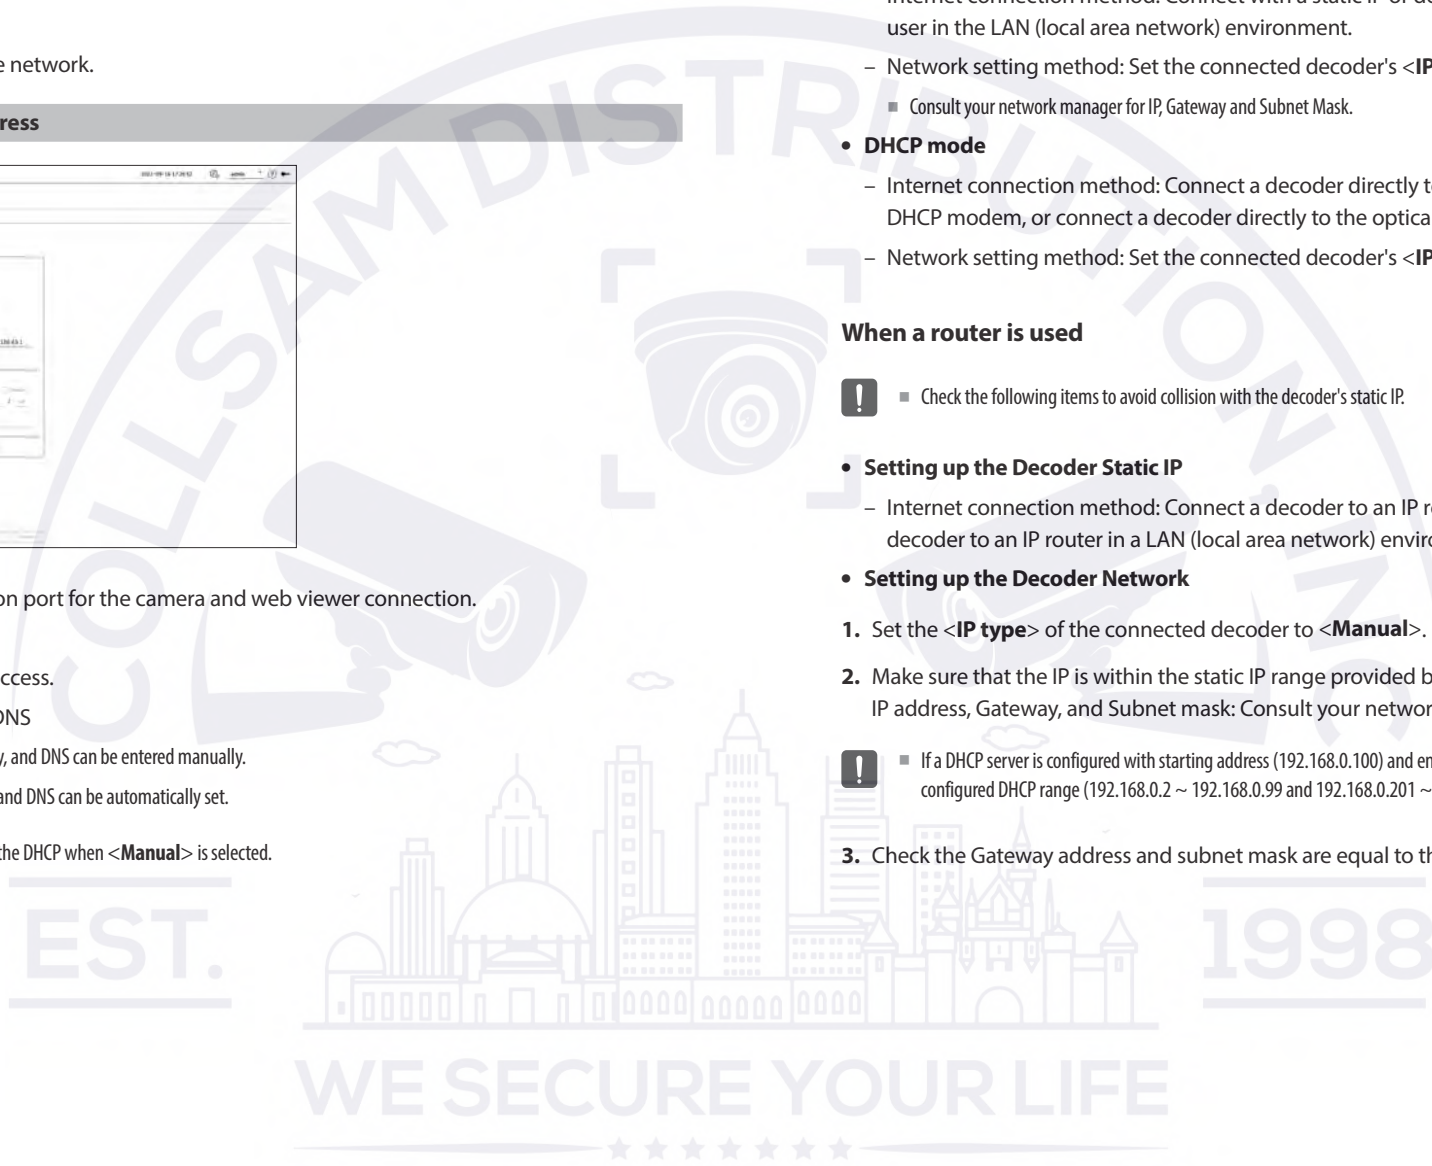 e network.
ress
on port for the camera and web viewer connection.
ccess.
DNS
y, and DNS can be entered manually.
and DNS can be automatically set.
the DHCP when <Manual> is selected.
user in the LAN (local area network) environment.
– Network setting method: Set the connected decoder's <IP
■ Consult your network manager for IP, Gateway and Subnet Mask.
• DHCP mode
– Internet connection method: Connect a decoder directly t
DHCP modem, or connect a decoder directly to the optica
– Network setting method: Set the connected decoder's <IP
When a router is used
■ Check the following items to avoid collision with the decoder's static IP.
• Setting up the Decoder Static IP
– Internet connection method: Connect a decoder to an IP r
decoder to an IP router in a LAN (local area network) envir
• Setting up the Decoder Network
1. Set the <IP type> of the connected decoder to <Manual>.
2. Make sure that the IP is within the static IP range provided b
IP address, Gateway, and Subnet mask: Consult your networ
■ If a DHCP server is configured with starting address (192.168.0.100) and en
configured DHCP range (192.168.0.2 ~ 192.168.0.99 and 192.168.0.201 ~
3. Check the Gateway address and subnet mask are equal to th
COLLSAM DISTRIBUTION, INC
EST.
1998
WE SECURE YOUR LIFE